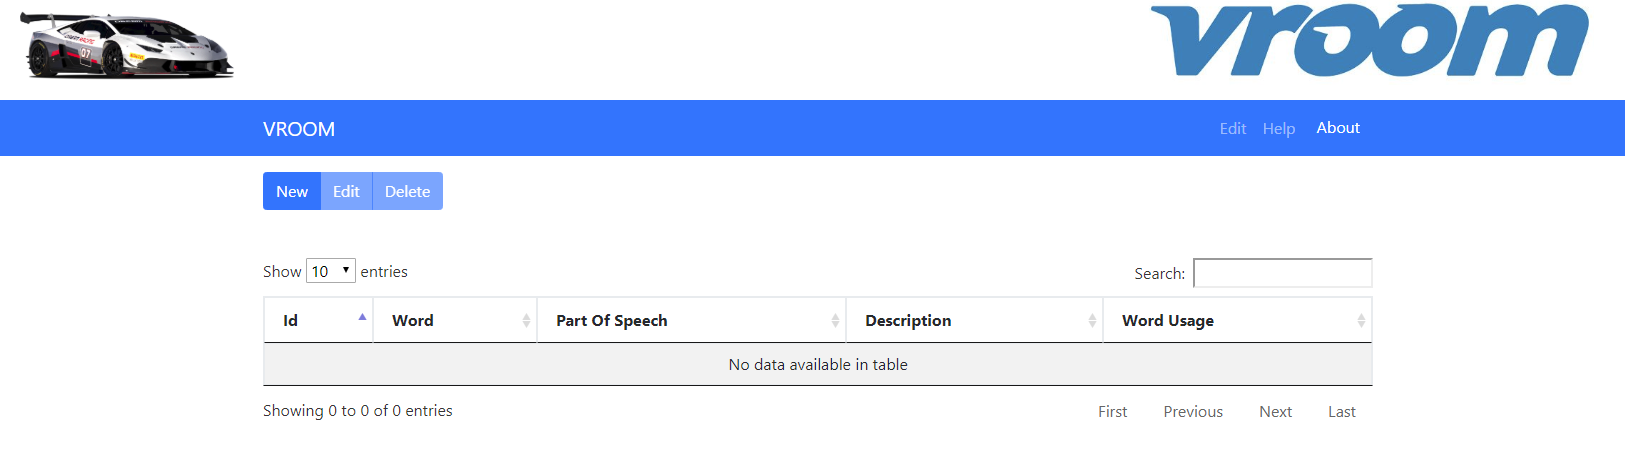 07
vroom
VROOM Edit Help About
New Edit Delete
Show 10 entries Search:
Id Word Part Of Speech Description Word Usage
No data available in table
Showing 0 to 0 of 0 entries First Previous Next Last